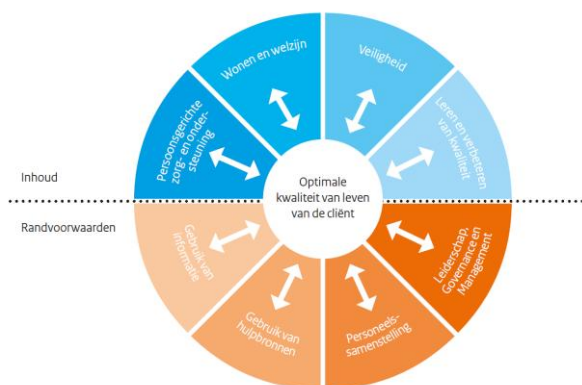 Wonen en welzijn
Veiligheid
Persoonsgerichte
zorg- en onder-
steuning
Leren en verbeteren
van kwaliteit
Optimale
kwaliteit van leven
van de cliënt
Inhoud
Randvoorwaarden
Gebruik van
informatie
Leiderschap,
Governance en
Management
Gebruik van
hulpbronnen
Personeels-
samenstelling